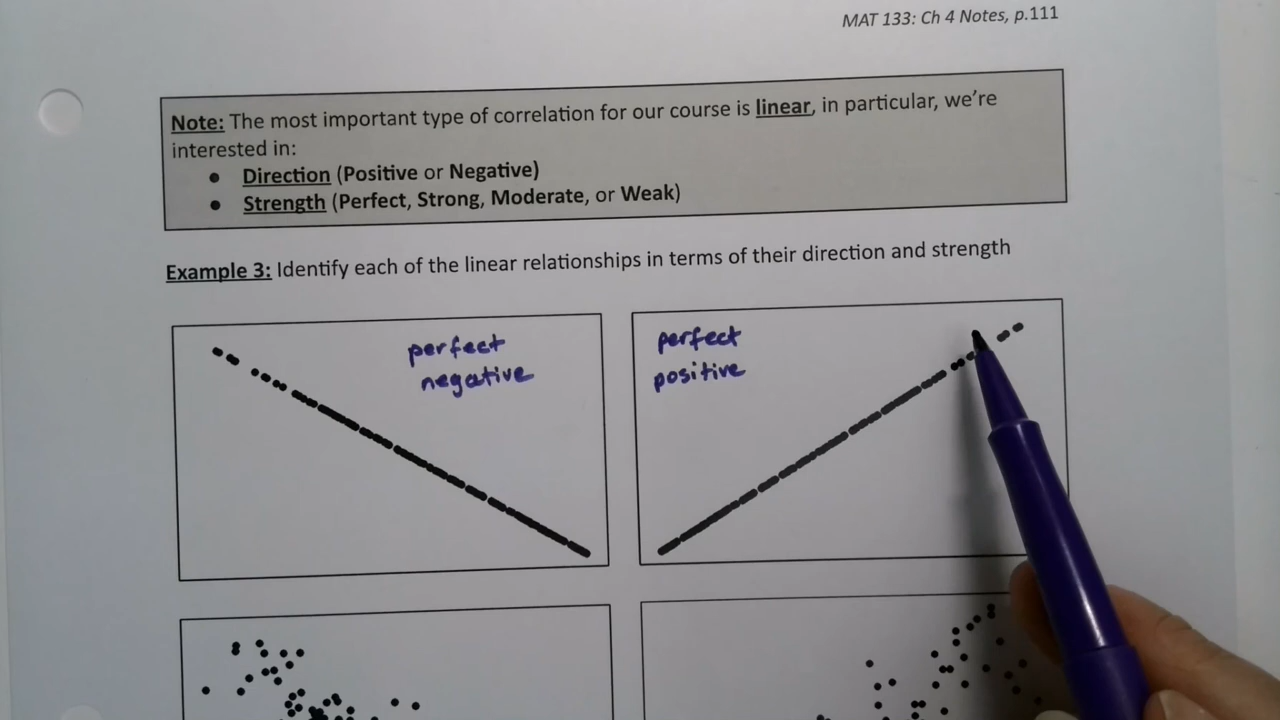 MAT 133: Ch 4 Notes, p.111
Note: The most important type of correlation for our course is linear, in particular, we're
interested in:
• Direction (Positive or Negative)
• Strength (Perfect, Strong, Moderate, or Weak)
Example 3: Identify each of the linear relationships in terms of their direction and strength
perfect
negative
perfect
positive